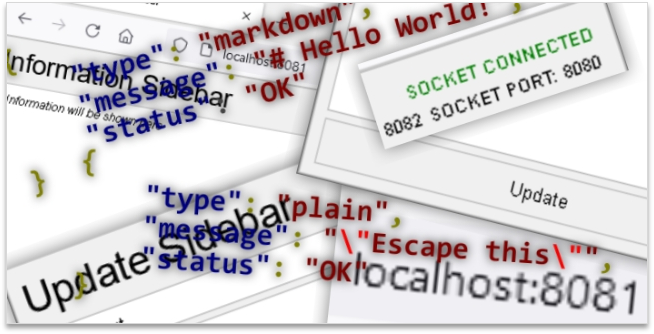 localhost:8081
"type": "markdown",
"message": "# Hello World!",
"status": "OK"
Information Sidebar
Information will be shown
}
{
SOCKET CONNECTED
8082 SOCKET PORT: 8080
Update
"type": "plain",
"message": "\"Escape this\"",
"status": "OK"
}
Update Sidebar
localhost:8081